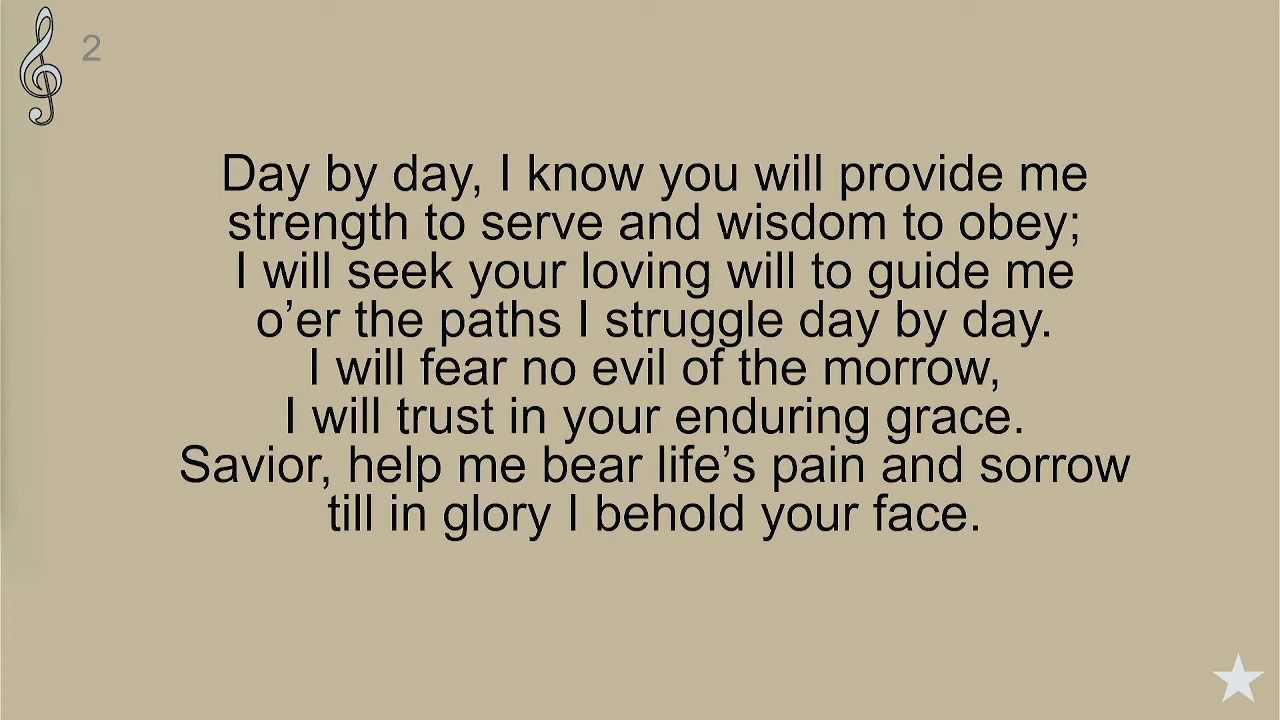 2
Day by day, I know you will provide me
strength to serve and wisdom to obey;
I will seek your loving will to guide me
o’er the paths I struggle day by day.
I will fear no evil of the morrow,
I will trust in your enduring grace.
Savior, help me bear life’s pain and sorrow
till in glory I behold your face.